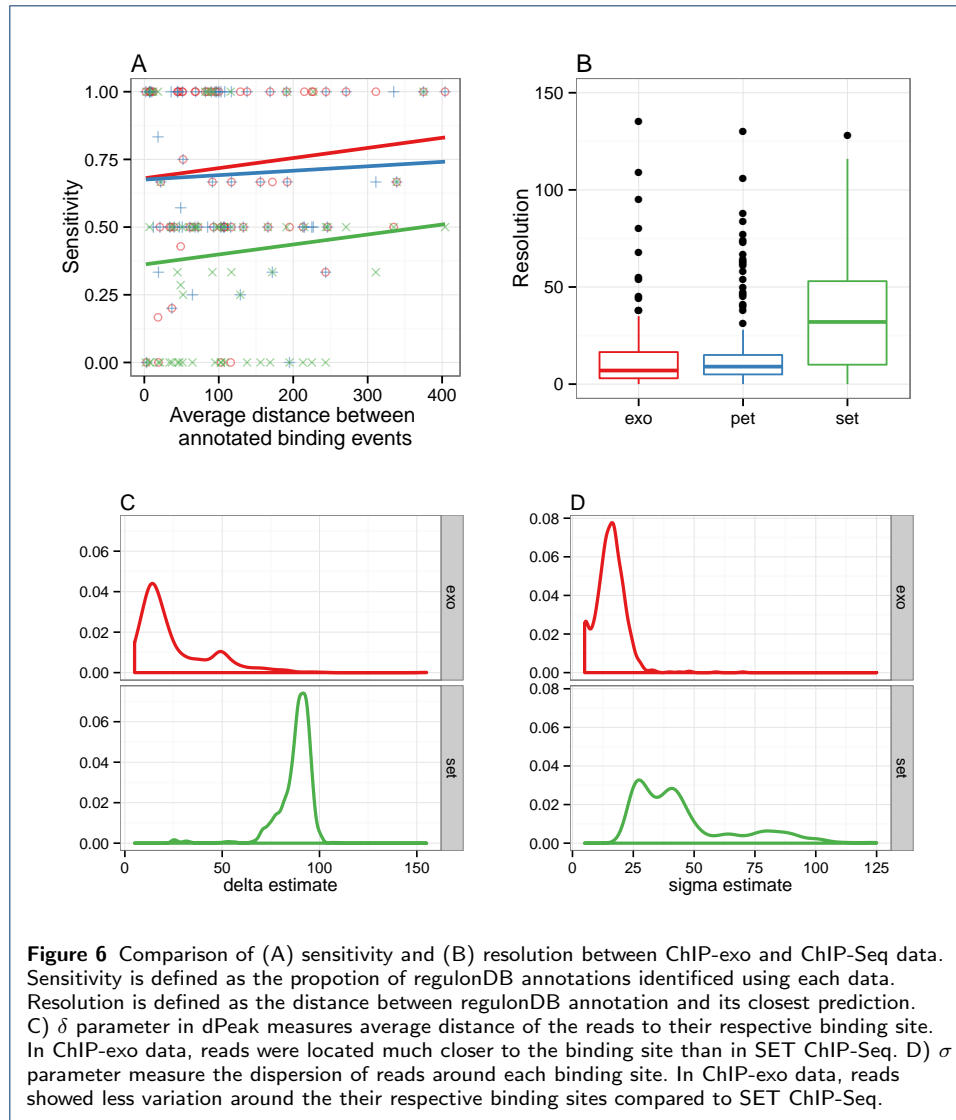 A
1.00
0.75
0.50
0.25
0.00
Sensitivity
0 100 200 300 400
Average distance between
annotated binding events
B
150
100
50
0
Resolution
exo pet set
C
0.06
0.04
0.02
0.00
exo
0.06
0.04
0.02
0.00
set
0 50 100 150
delta estimate
D
0.08
0.06
0.04
0.02
0.00
exo
0.08
0.06
0.04
0.02
0.00
set
0 25 50 75 100 125
sigma estimate
Figure 6 Comparison of (A) sensitivity and (B) resolution between ChIP-exo and ChIP-Seq data.
Sensitivity is defined as the propotion of regulonDB annotations identificed using each data.
Resolution is defined as the distance between regulonDB annotation and its closest prediction.
C) δ parameter in dPeak measures average distance of the reads to their respective binding site.
In ChIP-exo data, reads were located much closer to the binding site than in SET ChIP-Seq. D) σ
parameter measure the dispersion of reads around each binding site. In ChIP-exo data, reads
showed less variation around the their respective binding sites compared to SET ChIP-Seq.